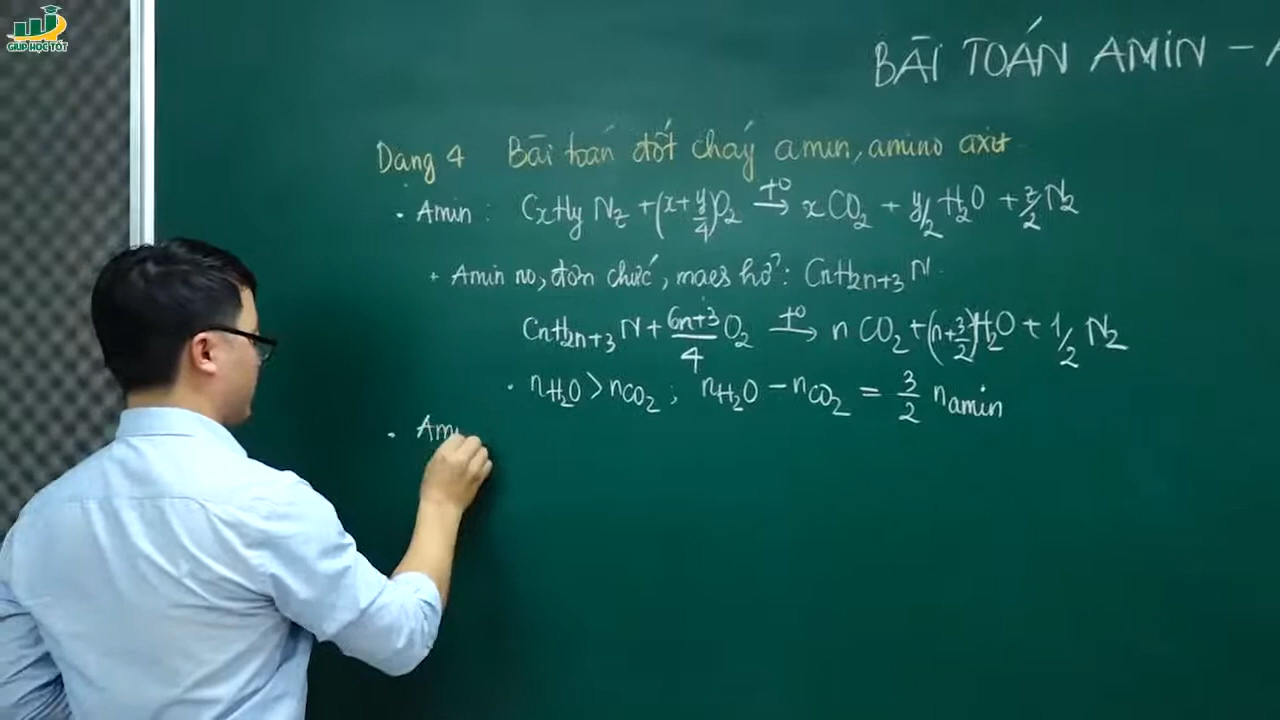 GIÚP HỌC TỐT
BÀI TOÁN AMIN -
Dạng 4 Bài toán đốt cháy amin, amino axit
• Amin : CxHyNz + (x+y/4)O2 →(t°) xCO2 + y/2 H2O + z/2 N2
+ Amin no, đơn chức, mạch hở : CnH2n+3N.
CnH2n+3N + (6n+3)/4 O2 →(t°) nCO2 + (n+3/2)H2O + 1/2 N2
• nH2O > nCO2 ; nH2O - nCO2 = 3/2 namin
• Am